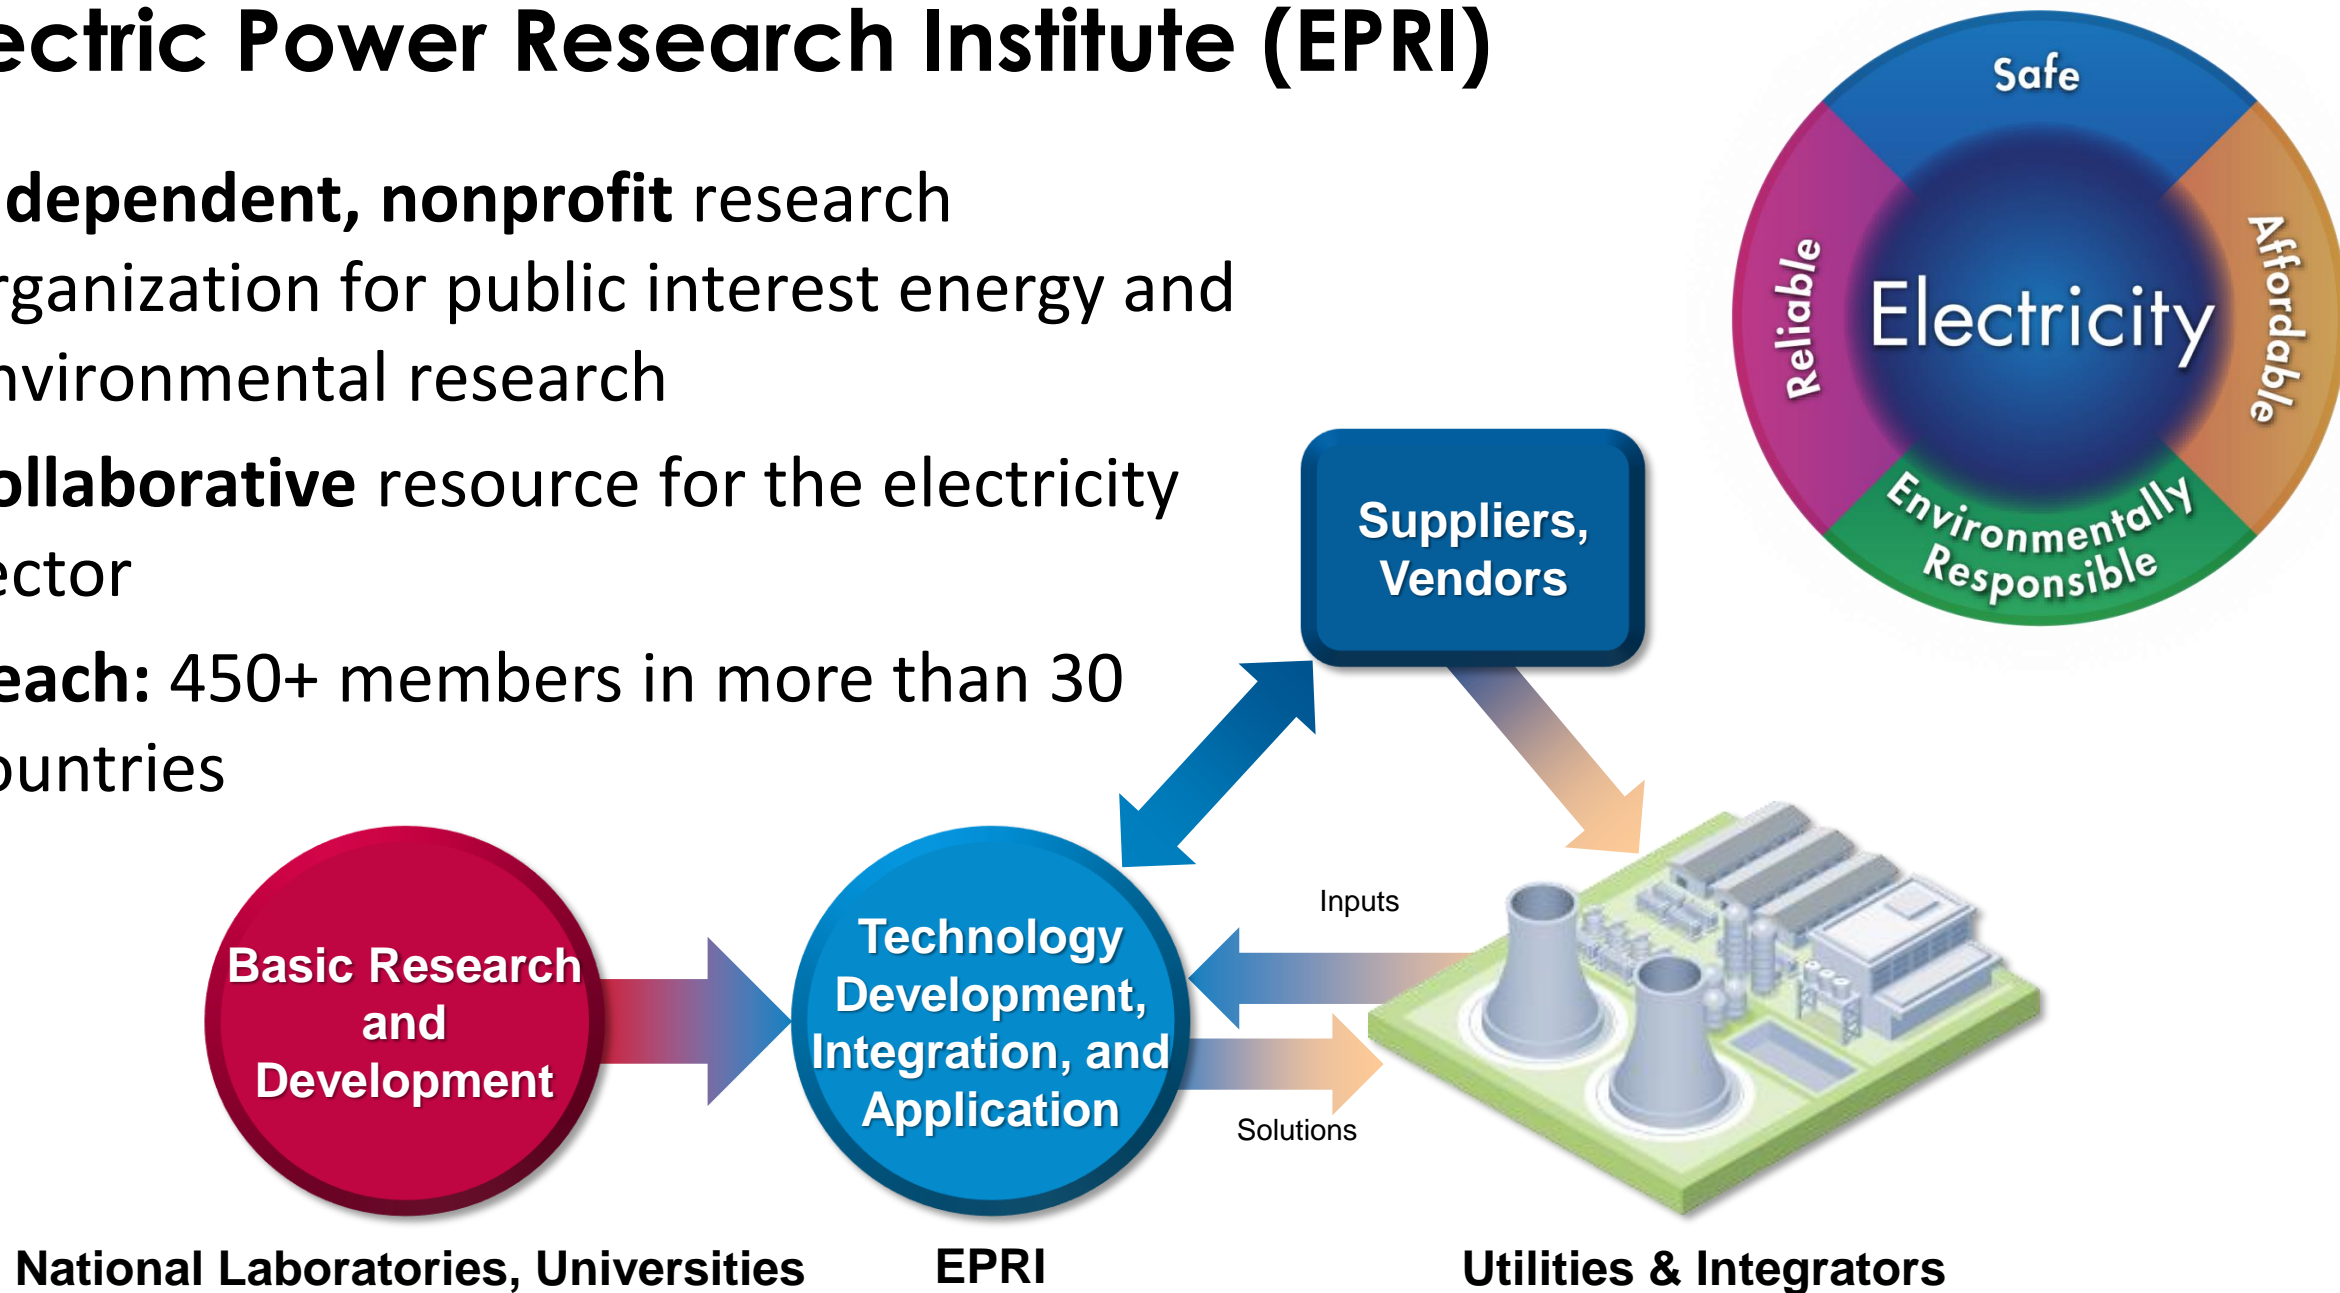 ectric Power Research Institute (EPRI)
dependent, nonprofit research
rganization for public interest energy and
nvironmental research
ollaborative resource for the electricity
ector
each: 450+ members in more than 30
ountries
Safe
Reliable
Electricity
Affordable
Environmentally
Responsible
Suppliers,
Vendors
Inputs
Basic Research
and
Development
Technology
Development,
Integration, and
Application
Solutions
National Laboratories, Universities
EPRI
Utilities & Integrators